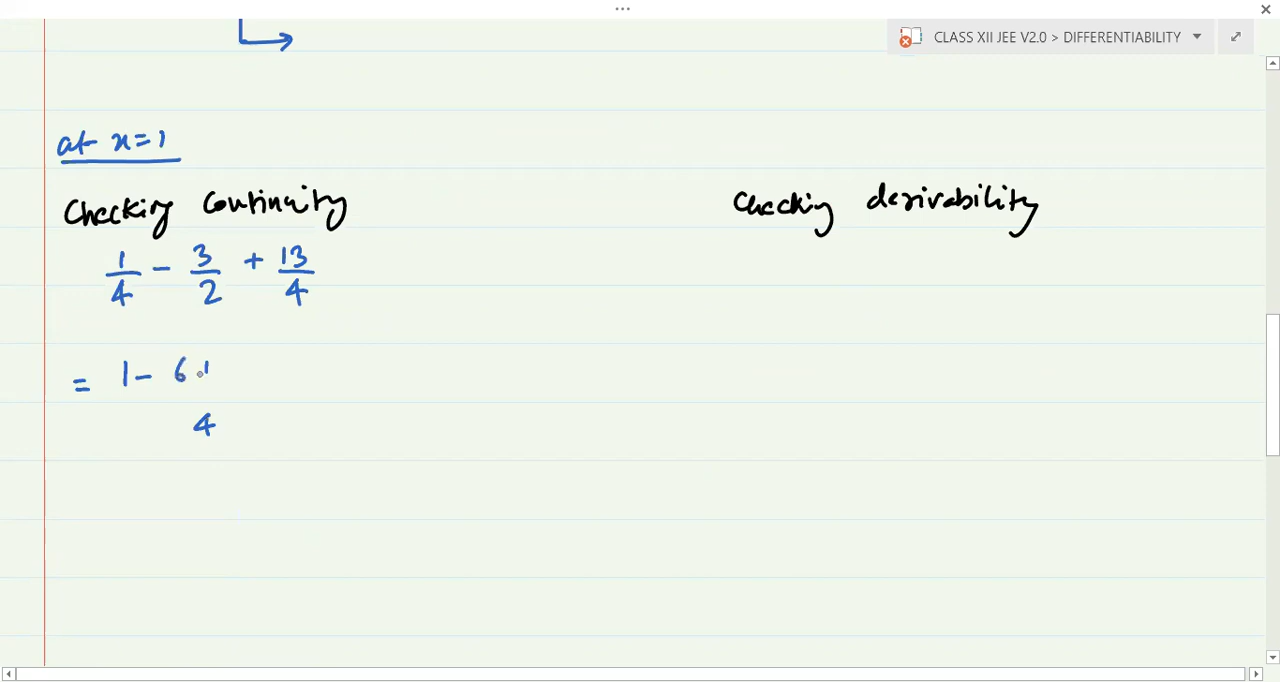 CLASS XII JEE V2.0 > DIFFERENTIABILITY
at x=1
Checking continuity
Checking derivability
1/4 - 3/2 + 13/4
= 1 - 6
4